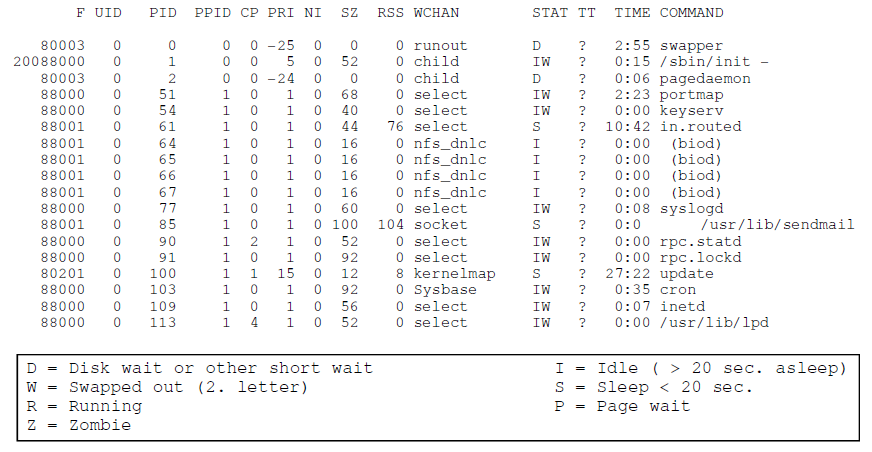 F UID PID PPID CP PRI NI SZ RSS WCHAN STAT TT TIME COMMAND
80003 0 0 0 0 -25 0 0 0 runout D ? 2:55 swapper
20088000 0 1 0 0 5 0 52 0 child IW ? 0:15 /sbin/init -
80003 0 2 0 0 -24 0 0 0 child D ? 0:06 pagedaemon
88000 0 51 1 0 1 0 68 0 select IW ? 2:23 portmap
88000 0 54 1 0 1 0 40 0 select IW ? 0:00 keyserv
88001 0 61 1 0 1 0 44 76 select S ? 10:42 in.routed
88001 0 64 1 0 1 0 16 0 nfs_dnlc I ? 0:00 (biod)
88001 0 65 1 0 1 0 16 0 nfs_dnlc I ? 0:00 (biod)
88001 0 66 1 0 1 0 16 0 nfs_dnlc I ? 0:00 (biod)
88001 0 67 1 0 1 0 16 0 nfs_dnlc I ? 0:00 (biod)
88000 0 77 1 0 1 0 60 0 select IW ? 0:08 syslogd
88001 0 85 1 0 1 0 100 104 socket S ? 0:0 /usr/lib/sendmail
88000 0 90 1 2 1 0 52 0 select IW ? 0:00 rpc.statd
88000 0 91 1 0 1 0 92 0 select IW ? 0:00 rpc.lockd
80201 0 100 1 1 15 0 12 8 kernelmap S ? 27:22 update
88000 0 103 1 0 1 0 92 0 Sysbase IW ? 0:35 cron
88000 0 109 1 0 1 0 56 0 select IW ? 0:07 inetd
88000 0 113 1 4 1 0 52 0 select IW ? 0:00 /usr/lib/lpd
D = Disk wait or other short wait I = Idle ( > 20 sec. asleep)
W = Swapped out (2. letter) S = Sleep < 20 sec.
R = Running P = Page wait
Z = Zombie